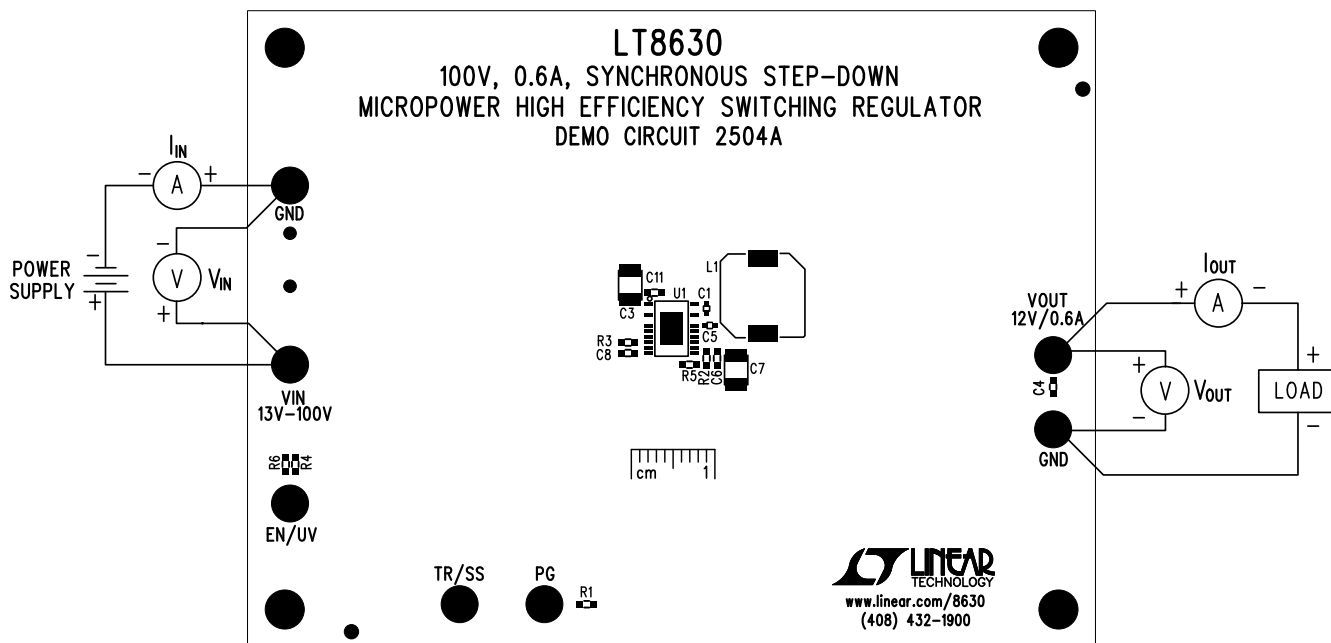 LT8630
100V, 0.6A, SYNCHRONOUS STEP-DOWN
MICROPOWER HIGH EFFICIENCY SWITCHING REGULATOR
DEMO CIRCUIT 2504A
IIN
- A +
GND
-
-
POWER
SUPPLY
V VIN
+
+
VIN
13V-100V
R6 R4
EN/UV
TR/SS
PG
R1
C11
C3
U1
C1
L1
C5
R3
C8
R5
R2
C6
C7
cm 1
VOUT
12V/0.6A
IOUT
+ A -
+
V VOUT
-
C4
+
LOAD
-
GND
LINEAR
TECHNOLOGY
www.linear.com/8630
(408) 432-1900